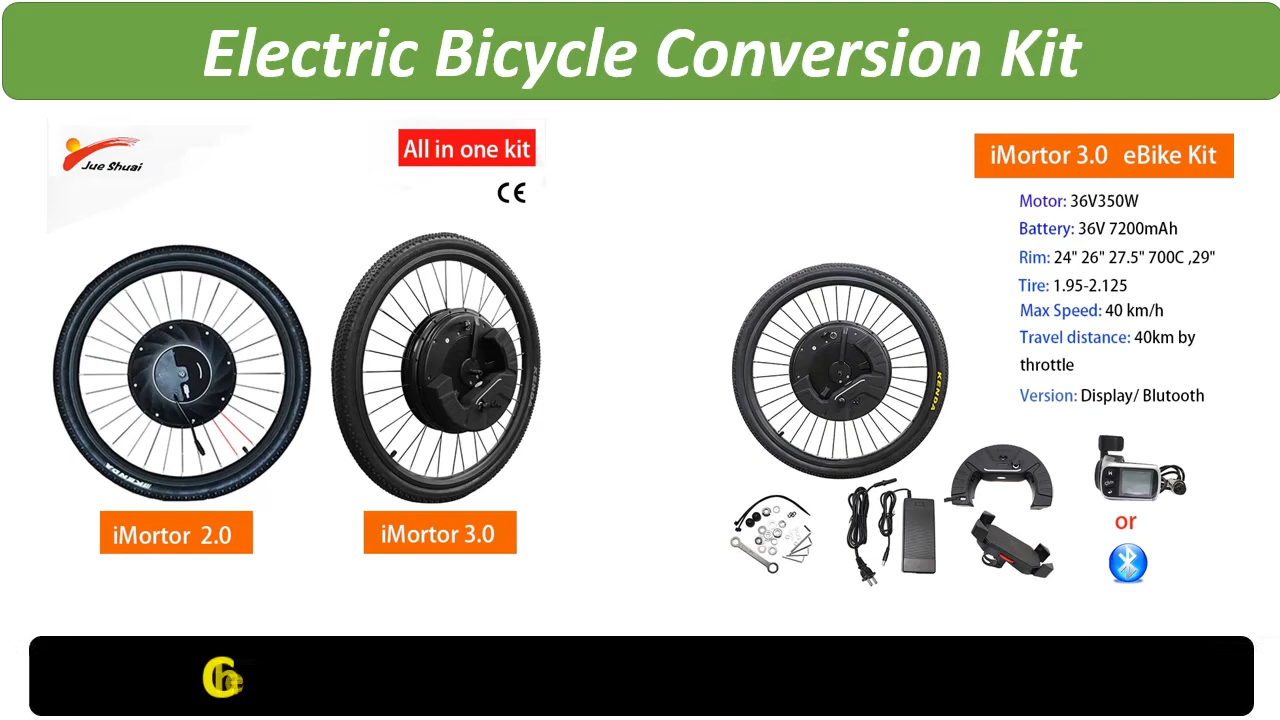 Electric Bicycle Conversion Kit
Jue Shuai
All in one kit
CE
iMortor 2.0
iMortor 3.0
KENDA
iMortor 3.0 eBike Kit
Motor: 36V350W
Battery: 36V 7200mAh
Rim: 24" 26" 27.5" 700C ,29"
Tire: 1.95-2.125
Max Speed: 40 km/h
Travel distance: 40km by
throttle
Version: Display/ Blutooth
KENDA
or